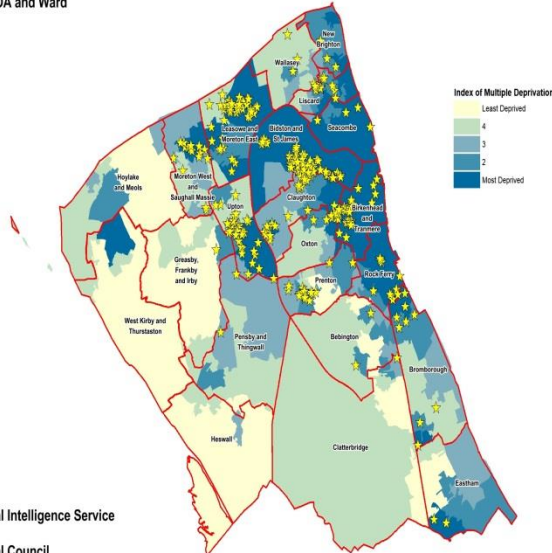 OA and Ward
New
Brighton
Wallasey
Liscard
Index of Multiple Deprivation
Least Deprived
4
3
2
Most Deprived
Leasowe and
Moreton East
Bidston and
St James
Seacombe
Hoylake
and Meols
Moreton West
and
Saughall Massie
Claughton
Birkenhead
and
Tranmere
Upton
Oxton
Greasby,
Frankby
and Irby
Prenton
Rock Ferry
West Kirby and
Thurstaston
Pensby and
Thingwall
Bebington
Bromborough
Heswall
Clatterbridge
Eastham
al Intelligence Service
al Council